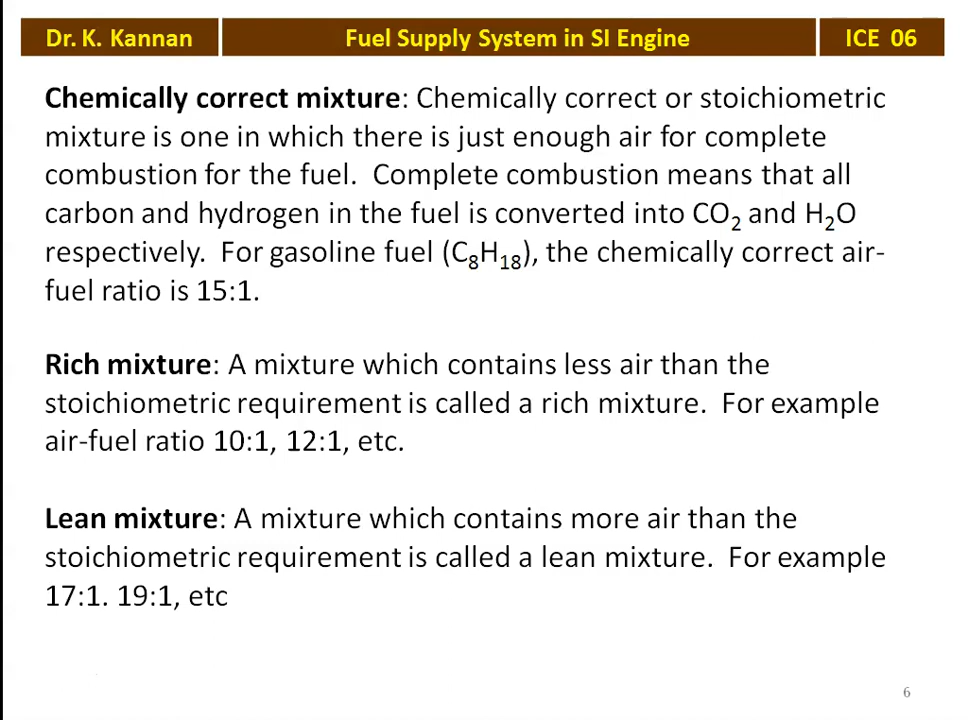 Dr. K. Kannan Fuel Supply System in SI Engine ICE 06
Chemically correct mixture: Chemically correct or stoichiometric
mixture is one in which there is just enough air for complete
combustion for the fuel. Complete combustion means that all
carbon and hydrogen in the fuel is converted into CO₂ and H₂O
respectively. For gasoline fuel (C₈H₁₈), the chemically correct air-
fuel ratio is 15:1.
Rich mixture: A mixture which contains less air than the
stoichiometric requirement is called a rich mixture. For example
air-fuel ratio 10:1, 12:1, etc.
Lean mixture: A mixture which contains more air than the
stoichiometric requirement is called a lean mixture. For example
17:1. 19:1, etc
6